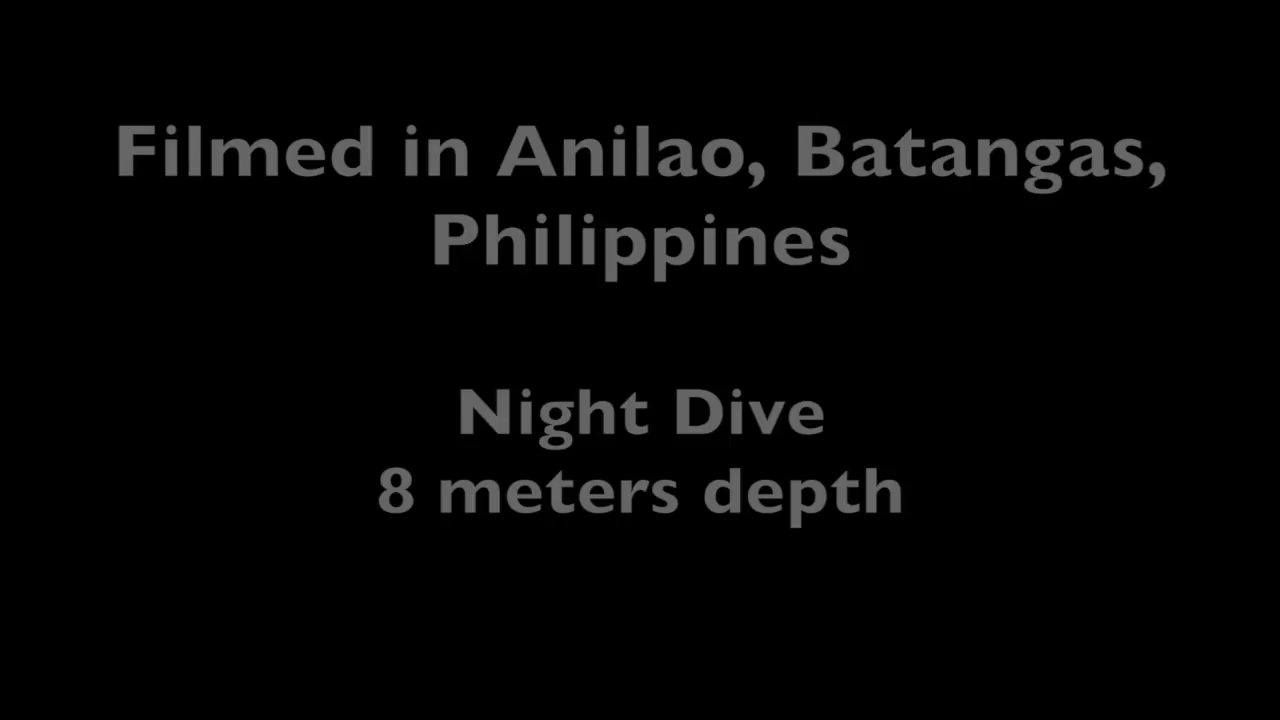 Filmed in Anilao, Batangas,
Philippines
Night Dive
8 meters depth